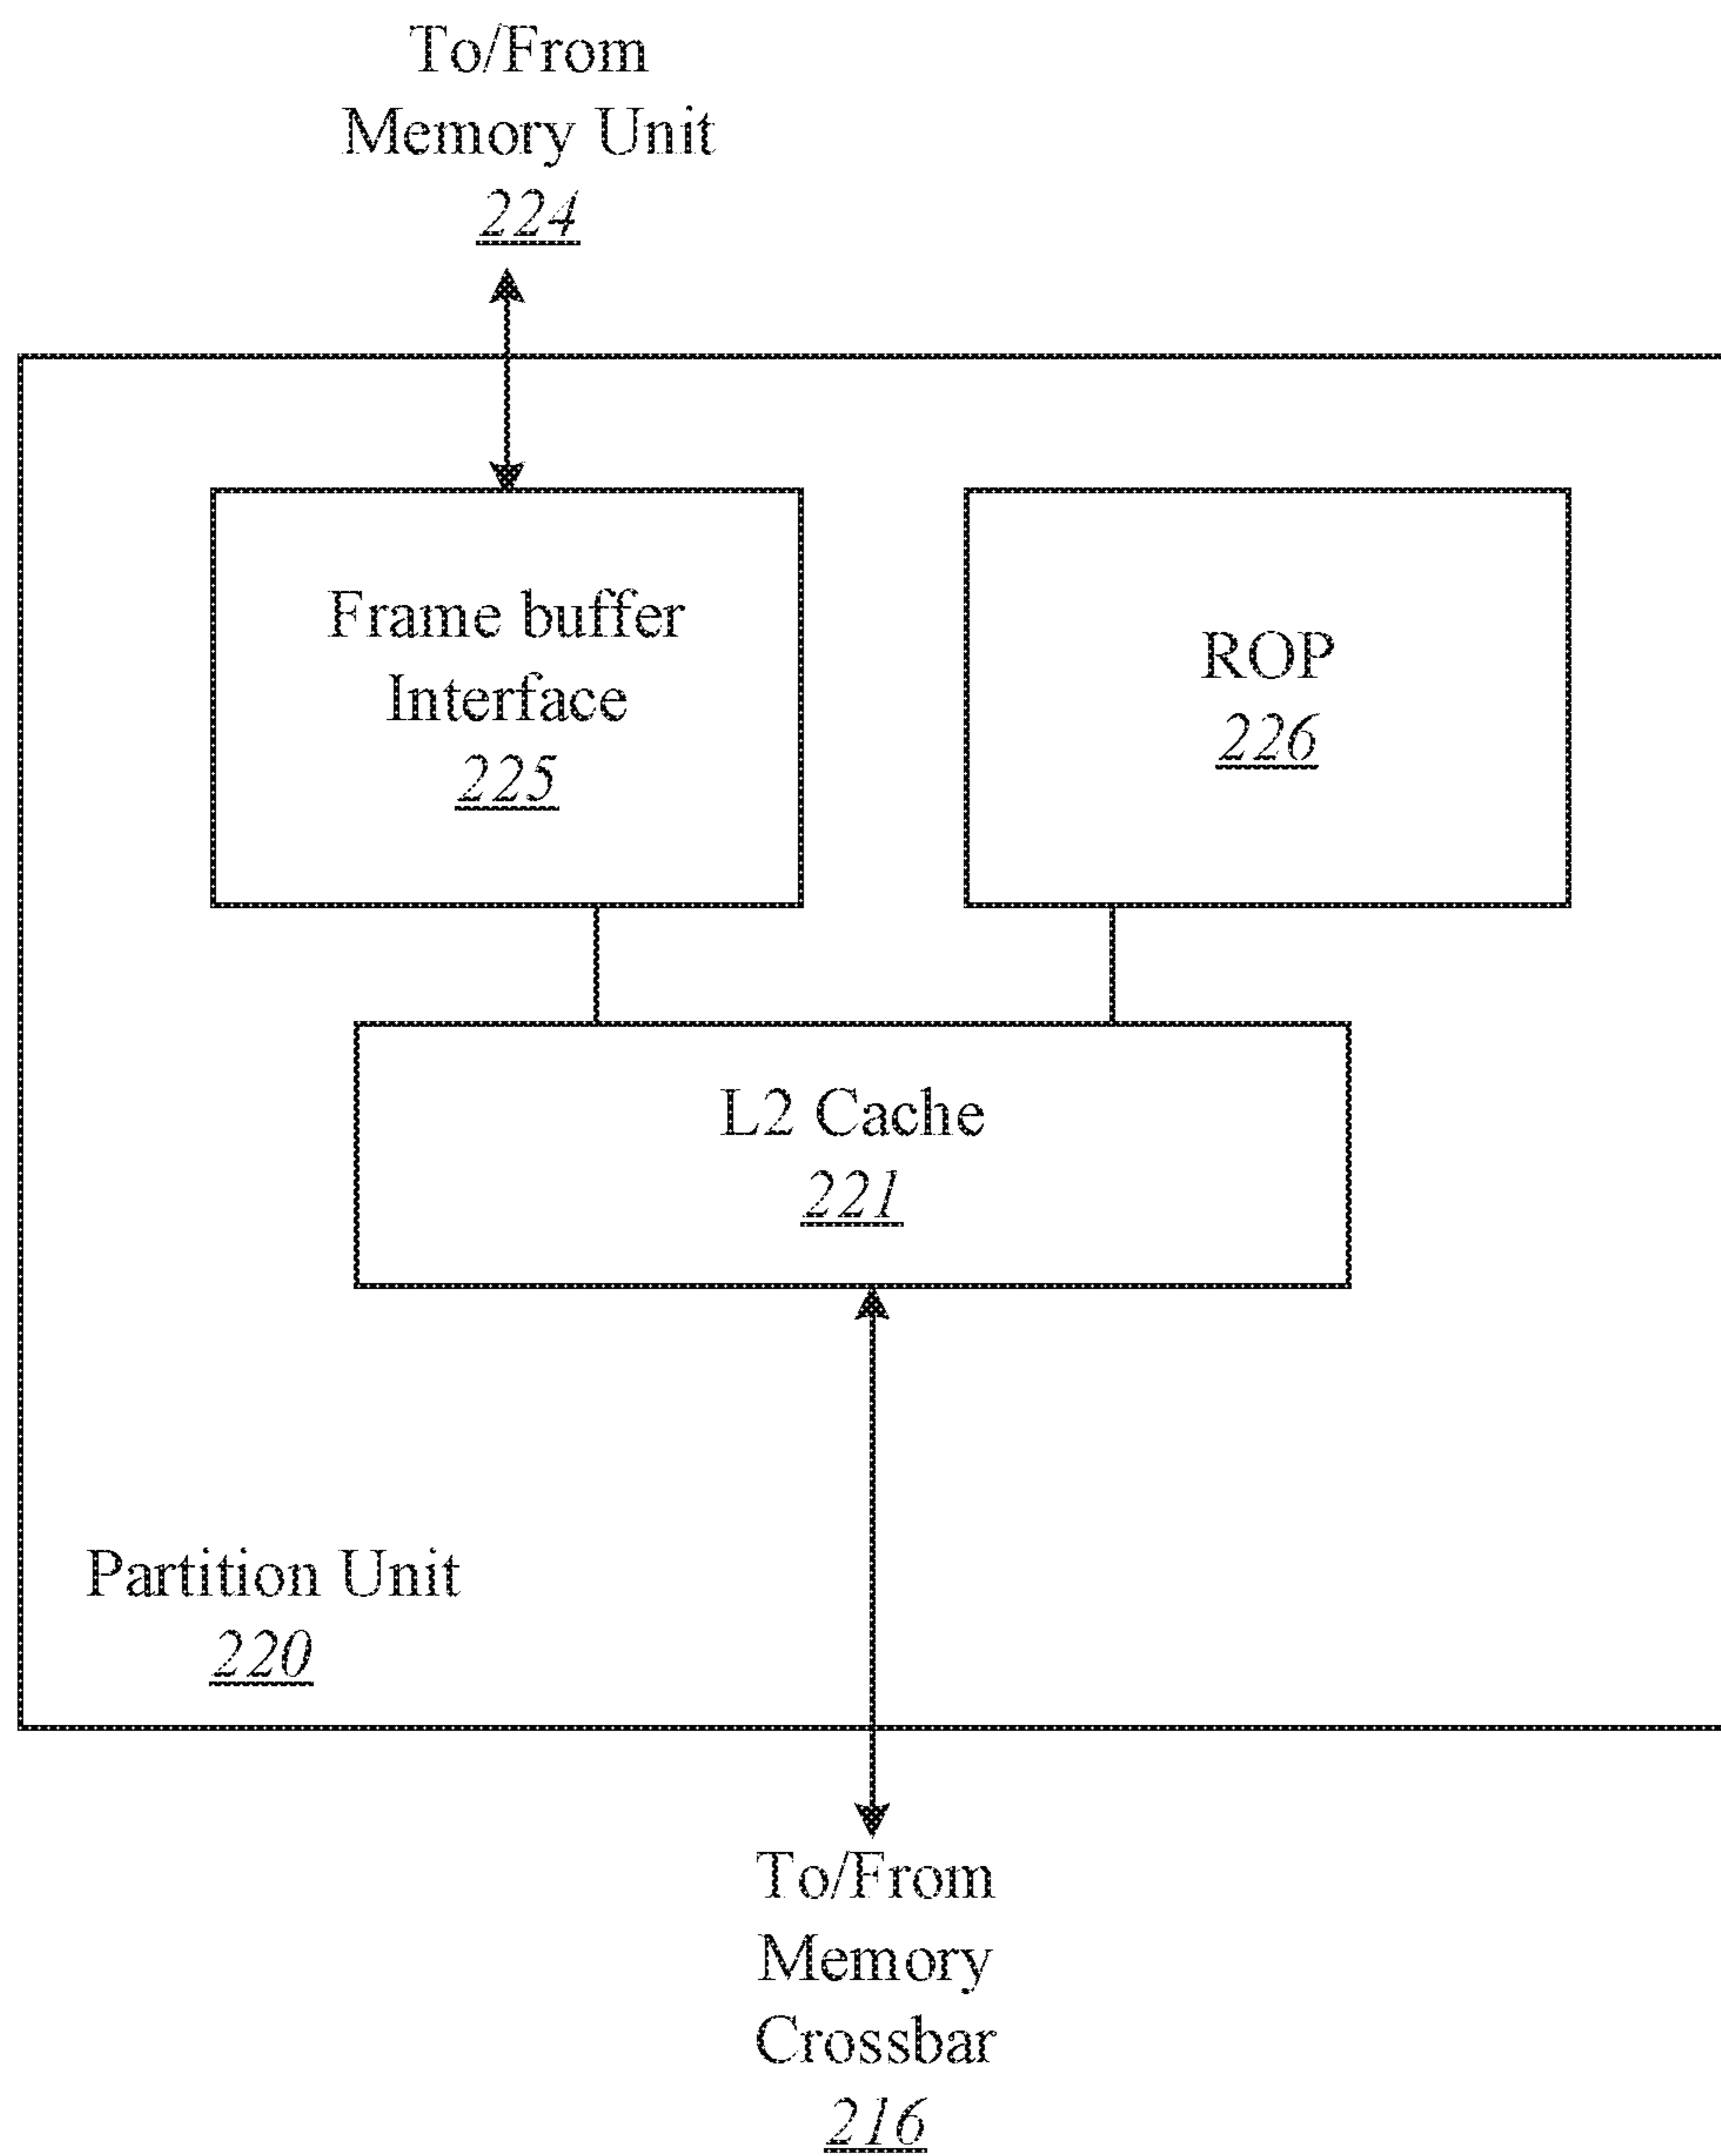 To/From
Memory Unit
224
Frame buffer
Interface
225
ROP
226
L2 Cache
221
Partition Unit
220
To/From
Memory
Crossbar
216